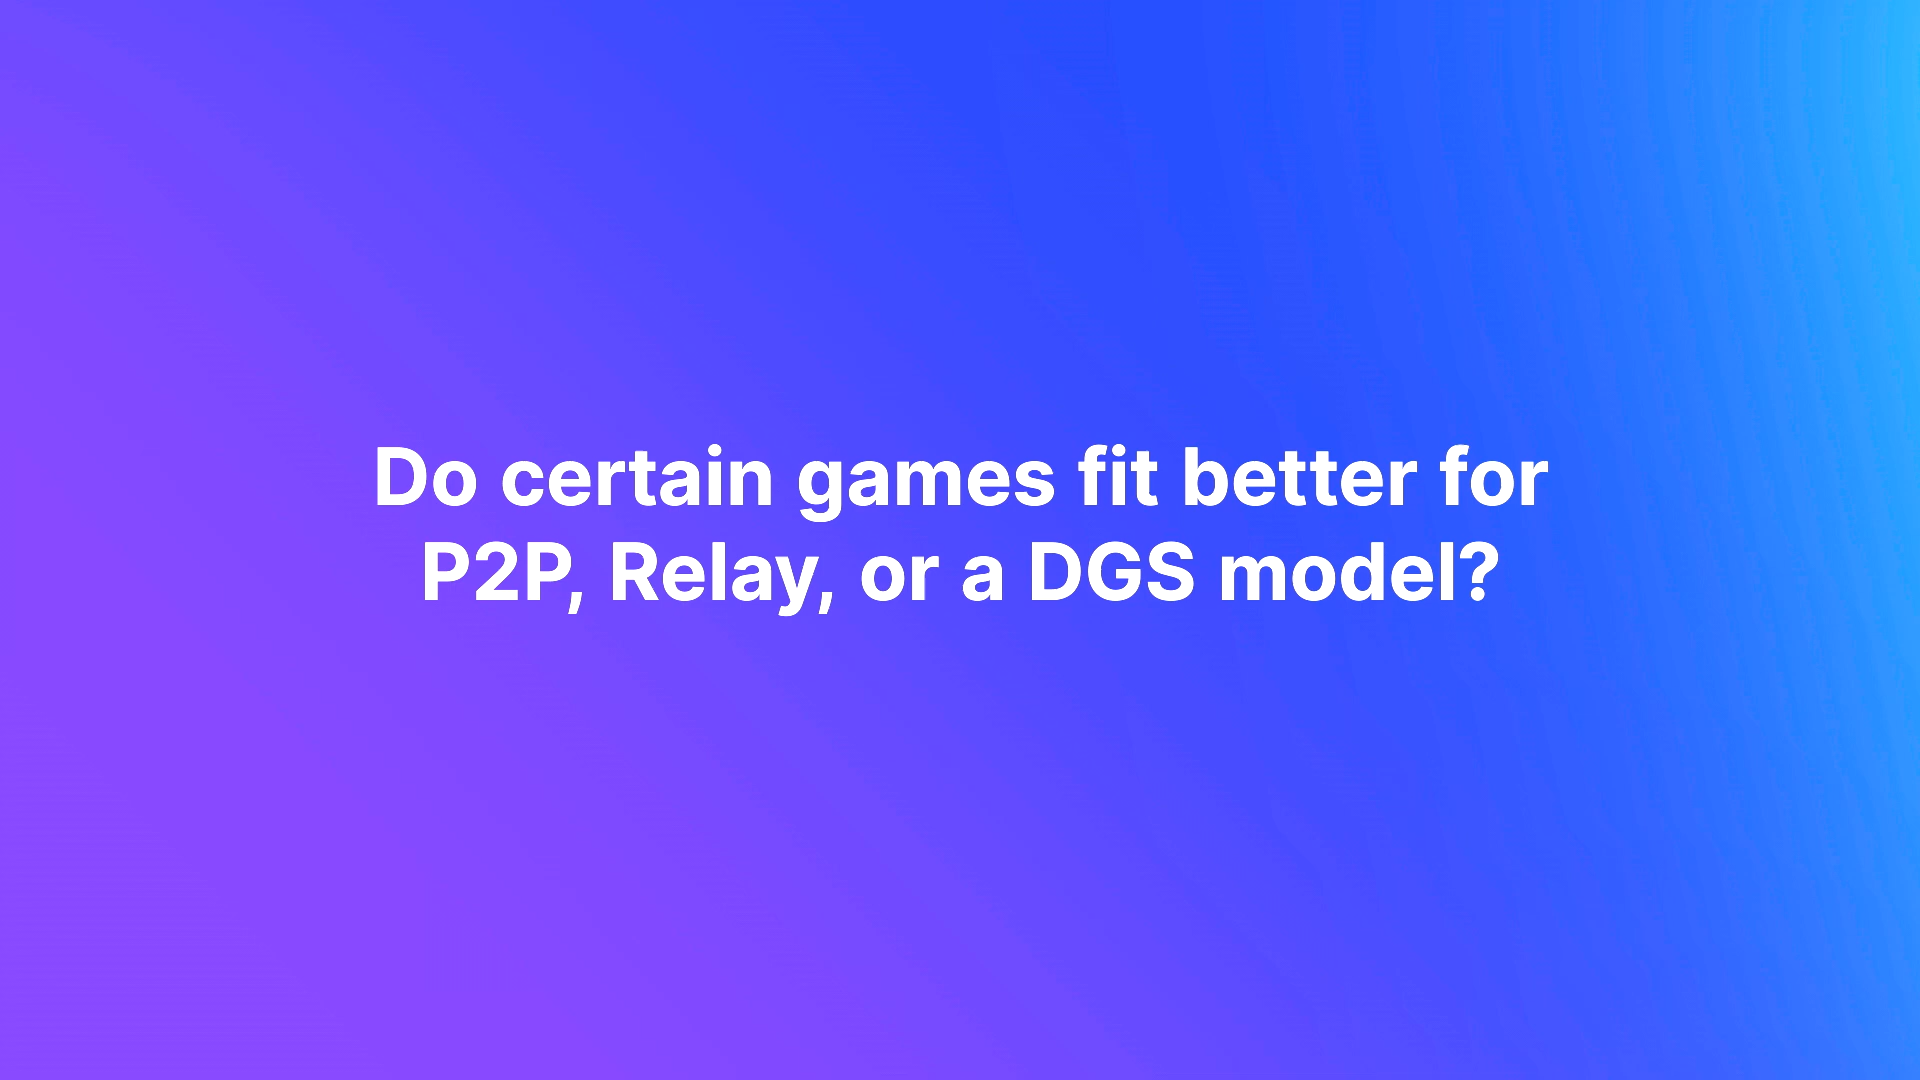 Do certain games fit better for
P2P, Relay, or a DGS model?